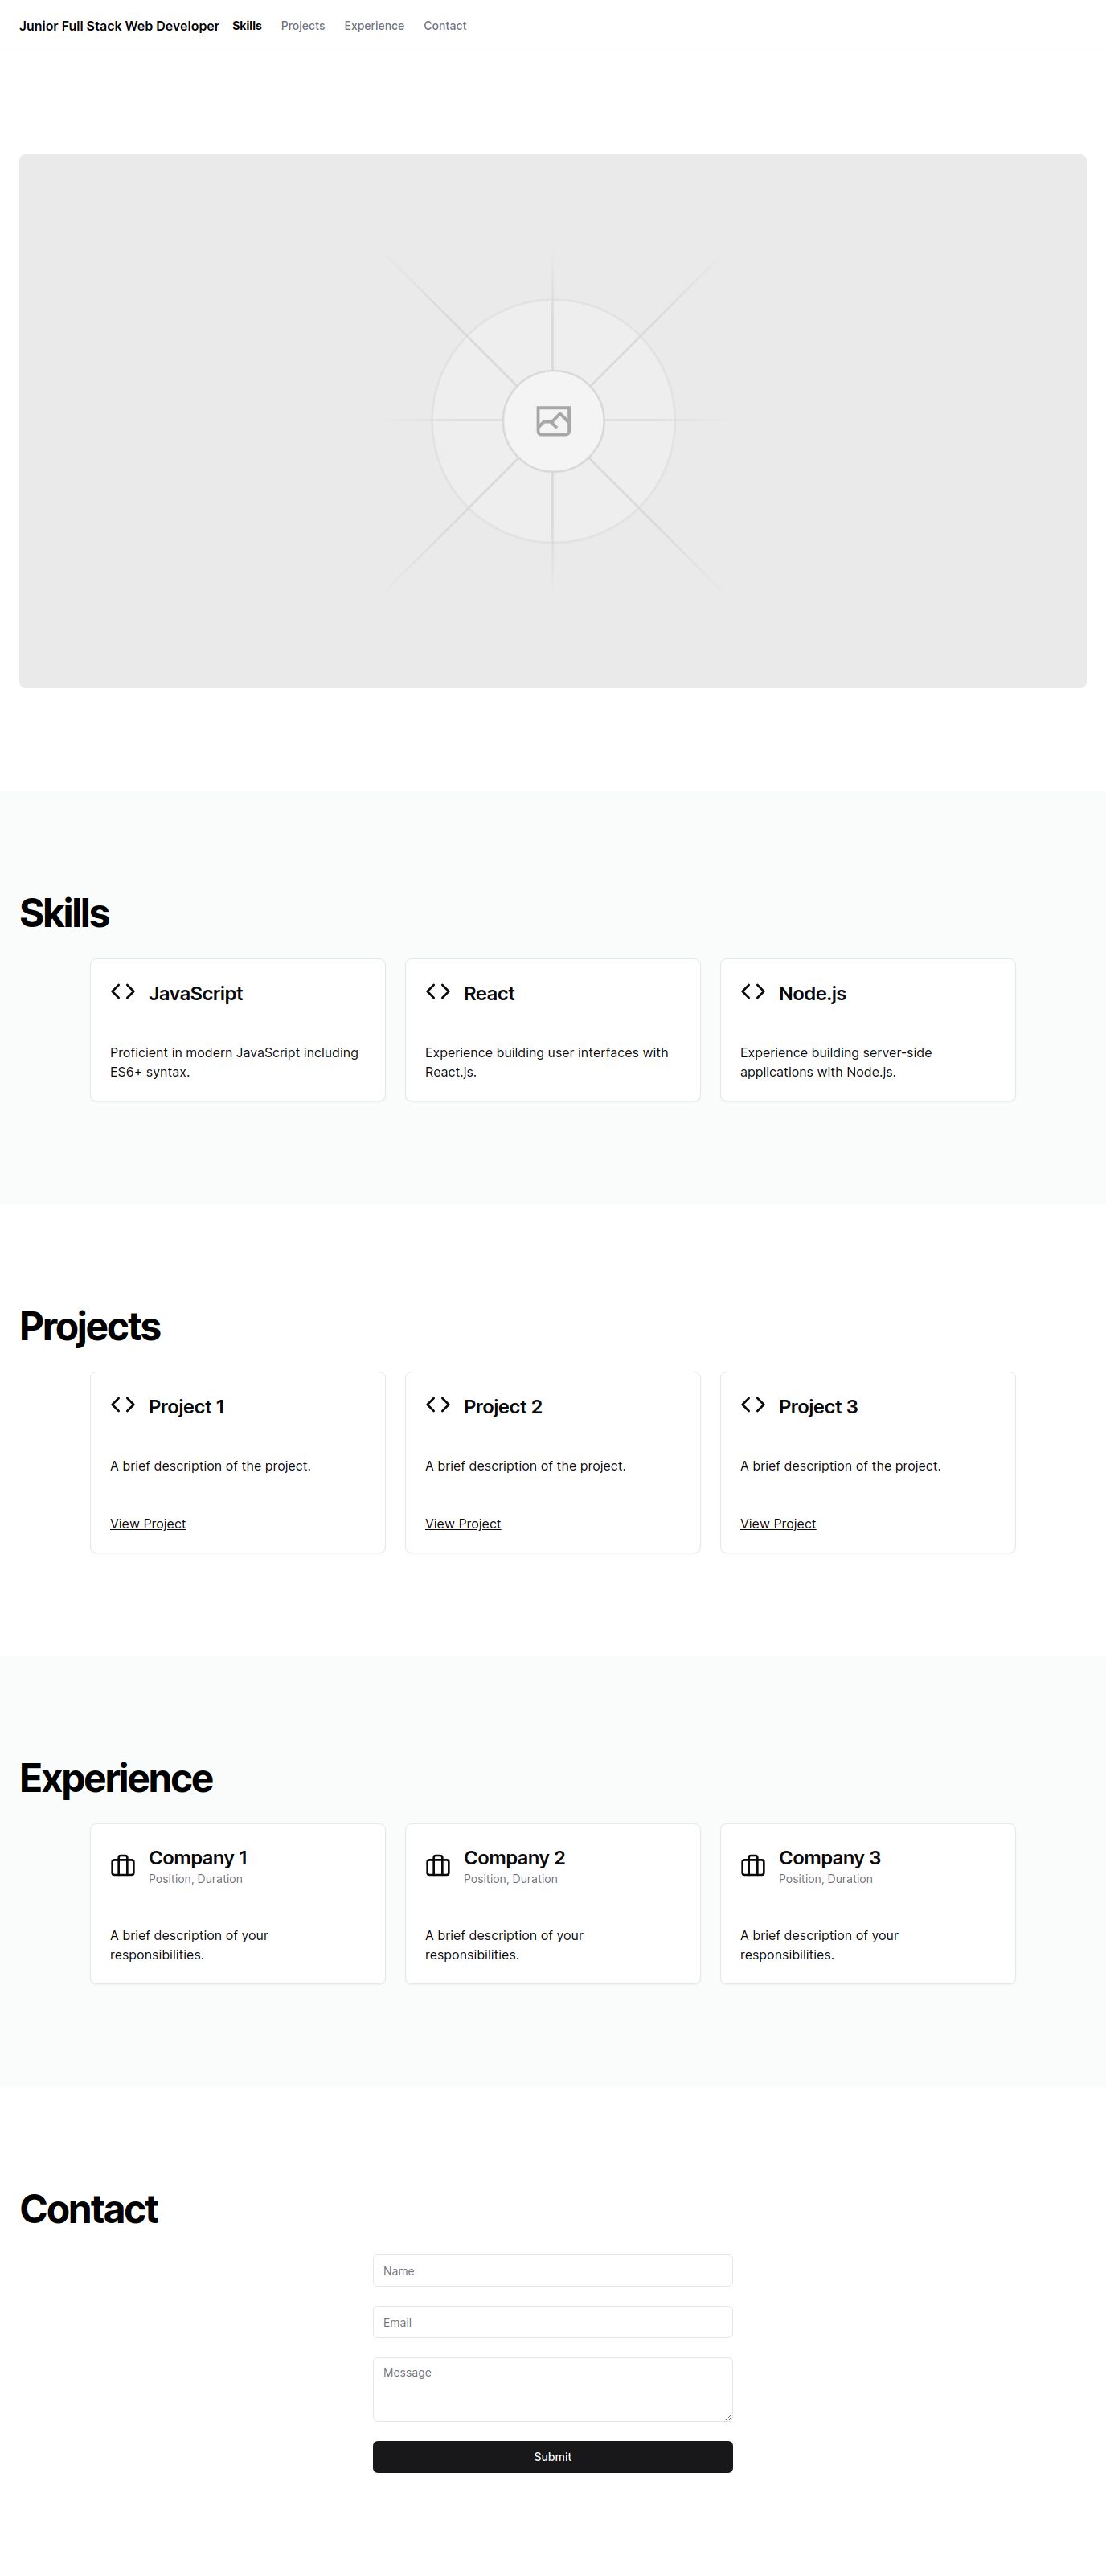 Junior Full Stack Web Developer Skills Projects Experience Contact
Skills
JavaScript
Proficient in modern JavaScript including
ES6+ syntax.
React
Experience building user interfaces with
React.js.
Node.js
Experience building server-side
applications with Node.js.
Projects
Project 1
A brief description of the project.
View Project
Project 2
A brief description of the project.
View Project
Project 3
A brief description of the project.
View Project
Experience
Company 1
Position, Duration
A brief description of your
responsibilities.
Company 2
Position, Duration
A brief description of your
responsibilities.
Company 3
Position, Duration
A brief description of your
responsibilities.
Contact
Name
Email
Message
Submit